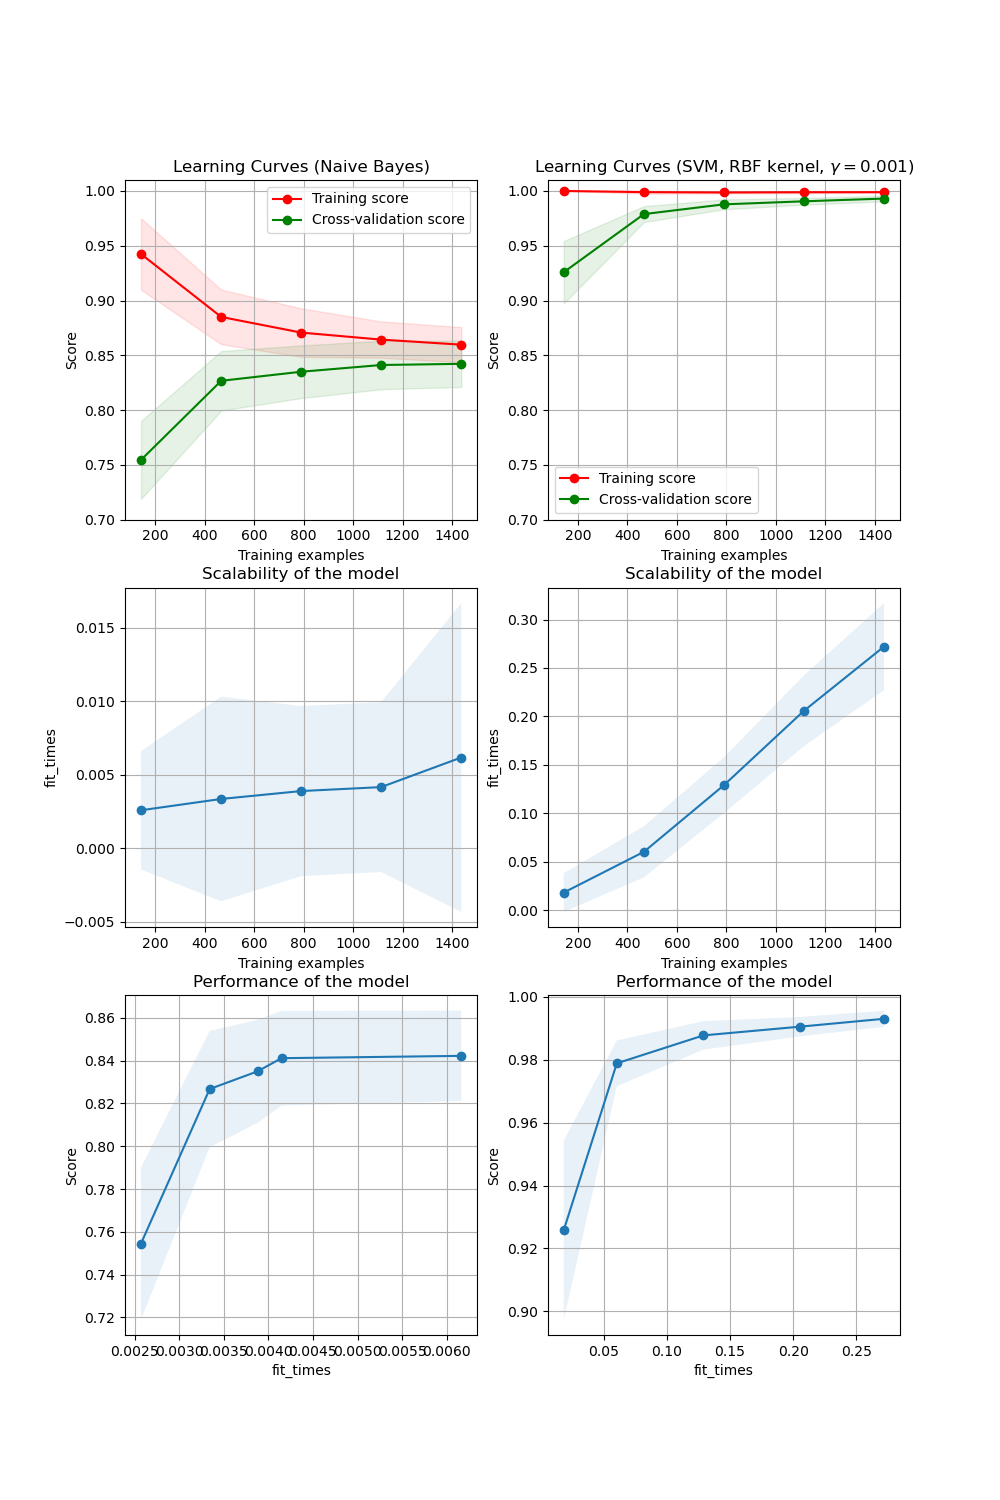 Learning Curves (Naive Bayes)
Score
1.00
0.95
0.90
0.85
0.80
0.75
0.70
Training score
Cross-validation score
200 400 600 800 1000 1200 1400
Training examples
Learning Curves (SVM, RBF kernel, γ = 0.001)
Score
1.00
0.95
0.90
0.85
0.80
0.75
0.70
Training score
Cross-validation score
200 400 600 800 1000 1200 1400
Training examples
Scalability of the model
fit_times
0.015
0.010
0.005
0.000
−0.005
200 400 600 800 1000 1200 1400
Training examples
Scalability of the model
fit_times
0.30
0.25
0.20
0.15
0.10
0.05
0.00
200 400 600 800 1000 1200 1400
Training examples
Performance of the model
Score
0.86
0.84
0.82
0.80
0.78
0.76
0.74
0.72
0.0025 0.0030 0.0035 0.0040 0.0045 0.0050 0.0055 0.0060
fit_times
Performance of the model
Score
1.00
0.98
0.96
0.94
0.92
0.90
0.05 0.10 0.15 0.20 0.25
fit_times